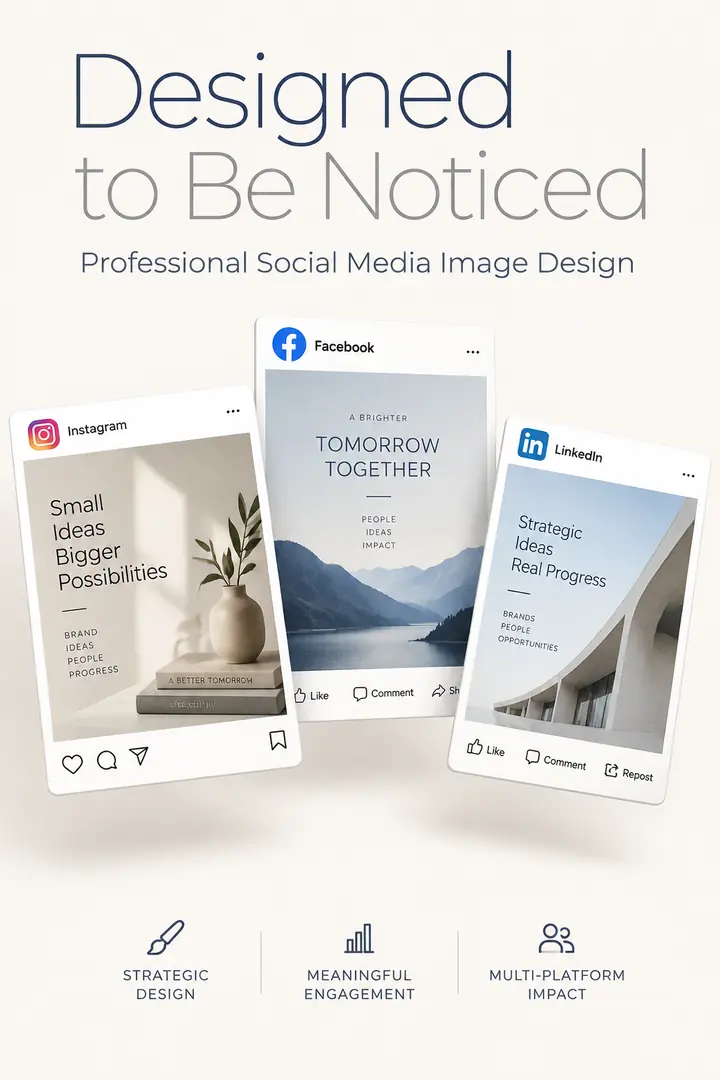 Designed
to Be Noticed
Professional Social Media Image Design
Instagram
Small
Ideas
Bigger
Possibilities
BRAND
IDEAS
PEOPLE
PROGRESS
A BETTER TOMORROW
Facebook
A BRIGHTER
TOMORROW
TOGETHER
PEOPLE
IDEAS
IMPACT
Like
Comment
Sh
LinkedIn
Strategic
Ideas
Real Progress
BRANDS
PEOPLE
OPPORTUNITIES
Like
Comment
Repost
STRATEGIC
DESIGN
MEANINGFUL
ENGAGEMENT
MULTI-PLATFORM
IMPACT